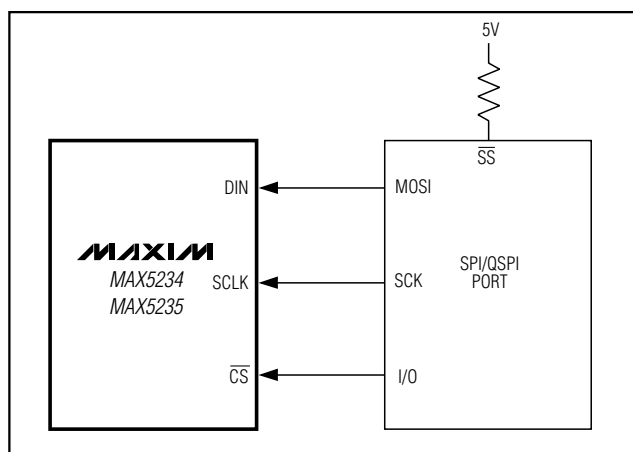 5V
SS
DIN
MOSI
MAXIM
MAX5234
MAX5235
SCLK
SCK
SPI/QSPI
PORT
CS
I/O